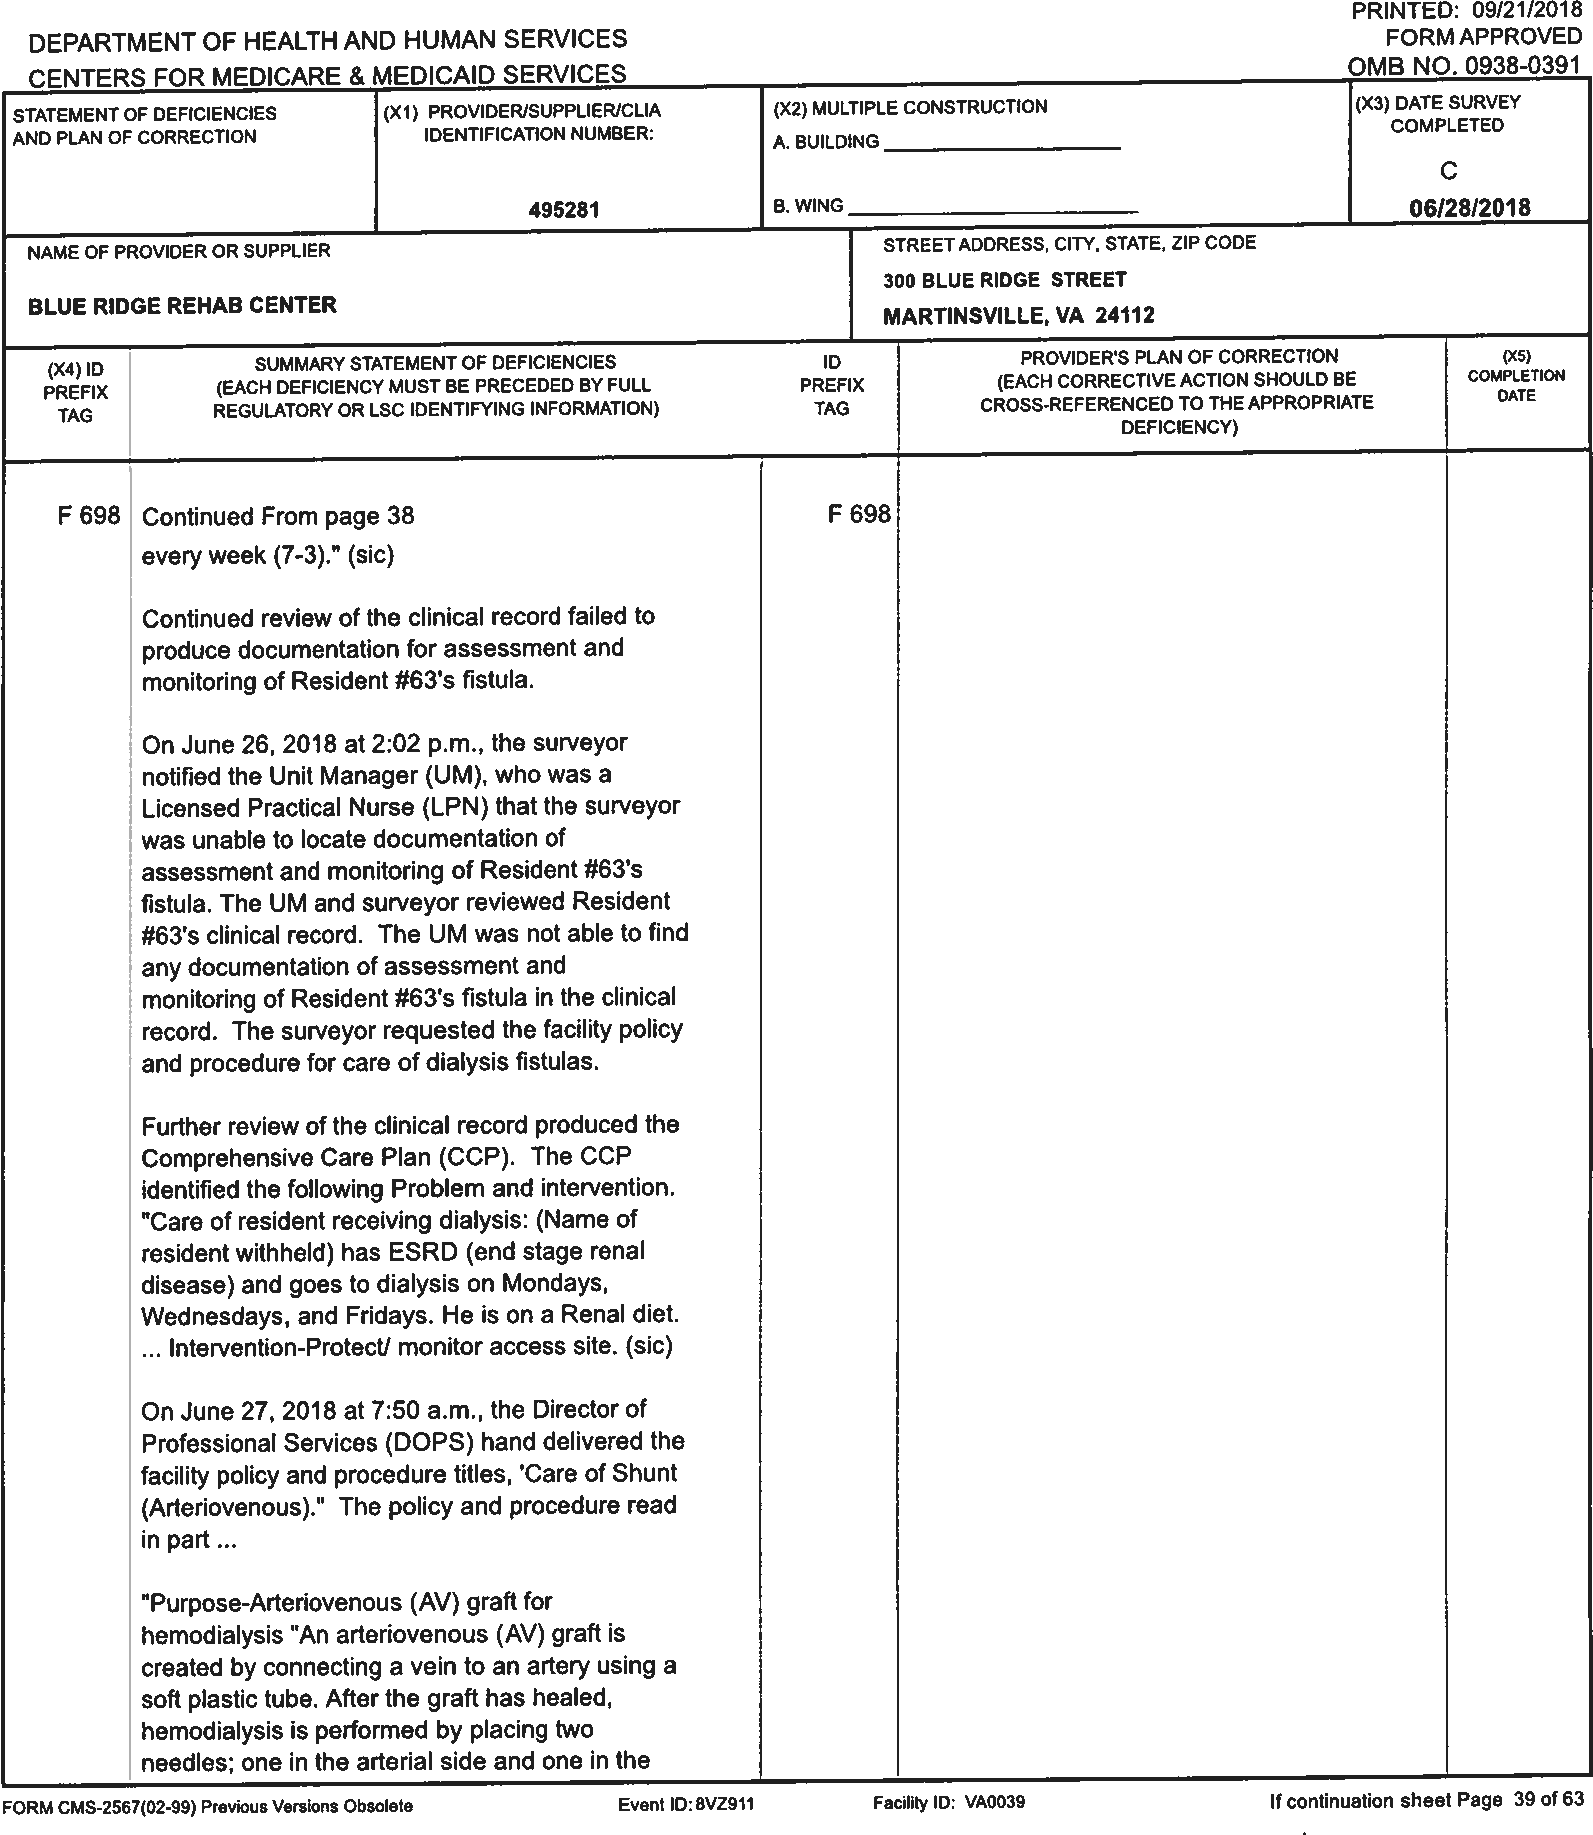 PRINTED: 09/21/2018
DEPARTMENT OF HEALTH AND HUMAN SERVICES
FORM APPROVED
CENTERS FOR MEDICARE & MEDICAID SERVICES
OMB NO. 0938-0391
STATEMENT OF DEFICIENCIES
AND PLAN OF CORRECTION
(X1) PROVIDER/SUPPLIER/CLIA
IDENTIFICATION NUMBER:
495281
(X2) MULTIPLE CONSTRUCTION
A. BUILDING
B. WING
(X3) DATE SURVEY
COMPLETED
C
06/28/2018
NAME OF PROVIDER OR SUPPLIER
BLUE RIDGE REHAB CENTER
STREET ADDRESS, CITY, STATE, ZIP CODE
300 BLUE RIDGE STREET
MARTINSVILLE, VA 24112
(X4) ID
PREFIX
TAG
SUMMARY STATEMENT OF DEFICIENCIES
(EACH DEFICIENCY MUST BE PRECEDED BY FULL
REGULATORY OR LSC IDENTIFYING INFORMATION)
ID
PREFIX
TAG
PROVIDER'S PLAN OF CORRECTION
(EACH CORRECTIVE ACTION SHOULD BE
CROSS-REFERENCED TO THE APPROPRIATE
DEFICIENCY)
(X5)
COMPLETION
DATE
F 698 Continued From page 38 F 698
every week (7-3)." (sic)
Continued review of the clinical record failed to
produce documentation for assessment and
monitoring of Resident #63's fistula.
On June 26, 2018 at 2:02 p.m., the surveyor
notified the Unit Manager (UM), who was a
Licensed Practical Nurse (LPN) that the surveyor
was unable to locate documentation of
assessment and monitoring of Resident #63's
fistula. The UM and surveyor reviewed Resident
#63's clinical record. The UM was not able to find
any documentation of assessment and
monitoring of Resident #63's fistula in the clinical
record. The surveyor requested the facility policy
and procedure for care of dialysis fistulas.
Further review of the clinical record produced the
Comprehensive Care Plan (CCP). The CCP
identified the following Problem and intervention.
"Care of resident receiving dialysis: (Name of
resident withheld) has ESRD (end stage renal
disease) and goes to dialysis on Mondays,
Wednesdays, and Fridays. He is on a Renal diet.
... Intervention-Protect/ monitor access site. (sic)
On June 27, 2018 at 7:50 a.m., the Director of
Professional Services (DOPS) hand delivered the
facility policy and procedure titles, 'Care of Shunt
(Arteriovenous)." The policy and procedure read
in part ...
"Purpose-Arteriovenous (AV) graft for
hemodialysis "An arteriovenous (AV) graft is
created by connecting a vein to an artery using a
soft plastic tube. After the graft has healed,
hemodialysis is performed by placing two
needles; one in the arterial side and one in the
FORM CMS-2567(02-99) Previous Versions Obsolete
Event ID: 8VZ911
Facility ID: VA0039
If continuation sheet Page 39 of 63